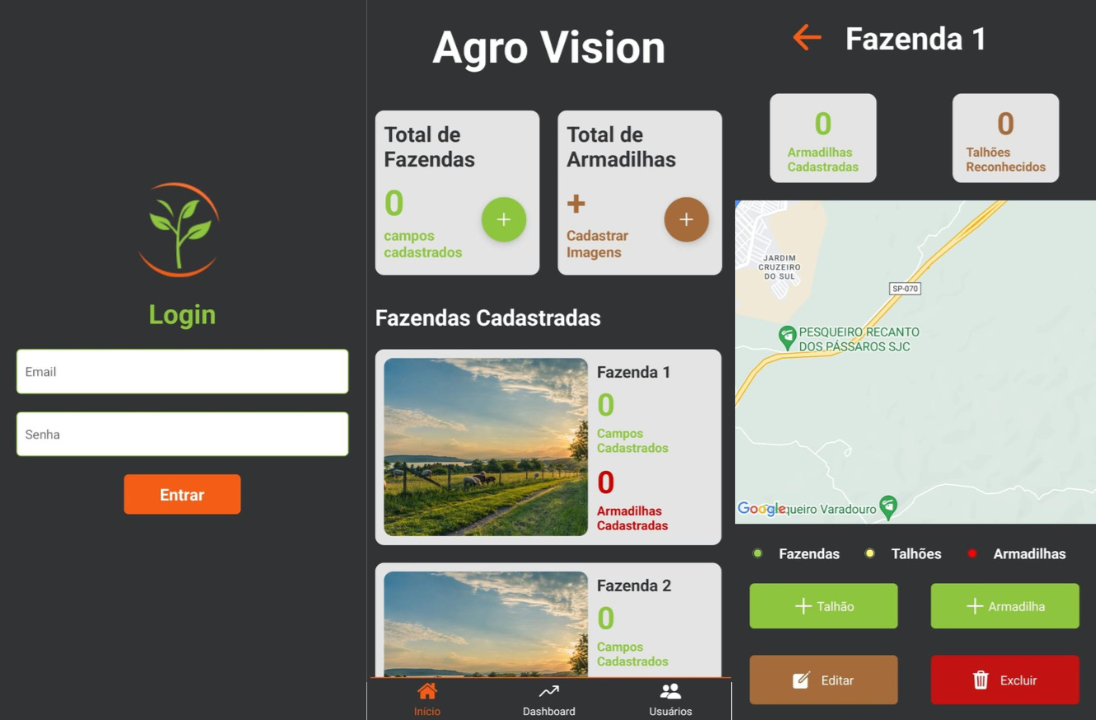 Login
Email
Senha
Entrar
Agro Vision
Total de
Fazendas
0
campos
cadastrados
+
Total de
Armadilhas
+
Cadastrar
Imagens
+
Fazendas Cadastradas
Fazenda 1
0
Campos
Cadastrados
0
Armadilhas
Cadastradas
Fazenda 2
0
Campos
Cadastrados
Início
Dashboard
Usuários
Fazenda 1
0
Armadilhas
Cadastradas
0
Talhões
Reconhecidos
JARDIM
CRUZEIRO
DO SUL
SP-070
PESQUEIRO RECANTO
DOS PÁSSAROS SJC
Google
queiro Varadouro
Fazendas
Talhões
Armadilhas
+ Talhão
+ Armadilha
Editar
Excluir